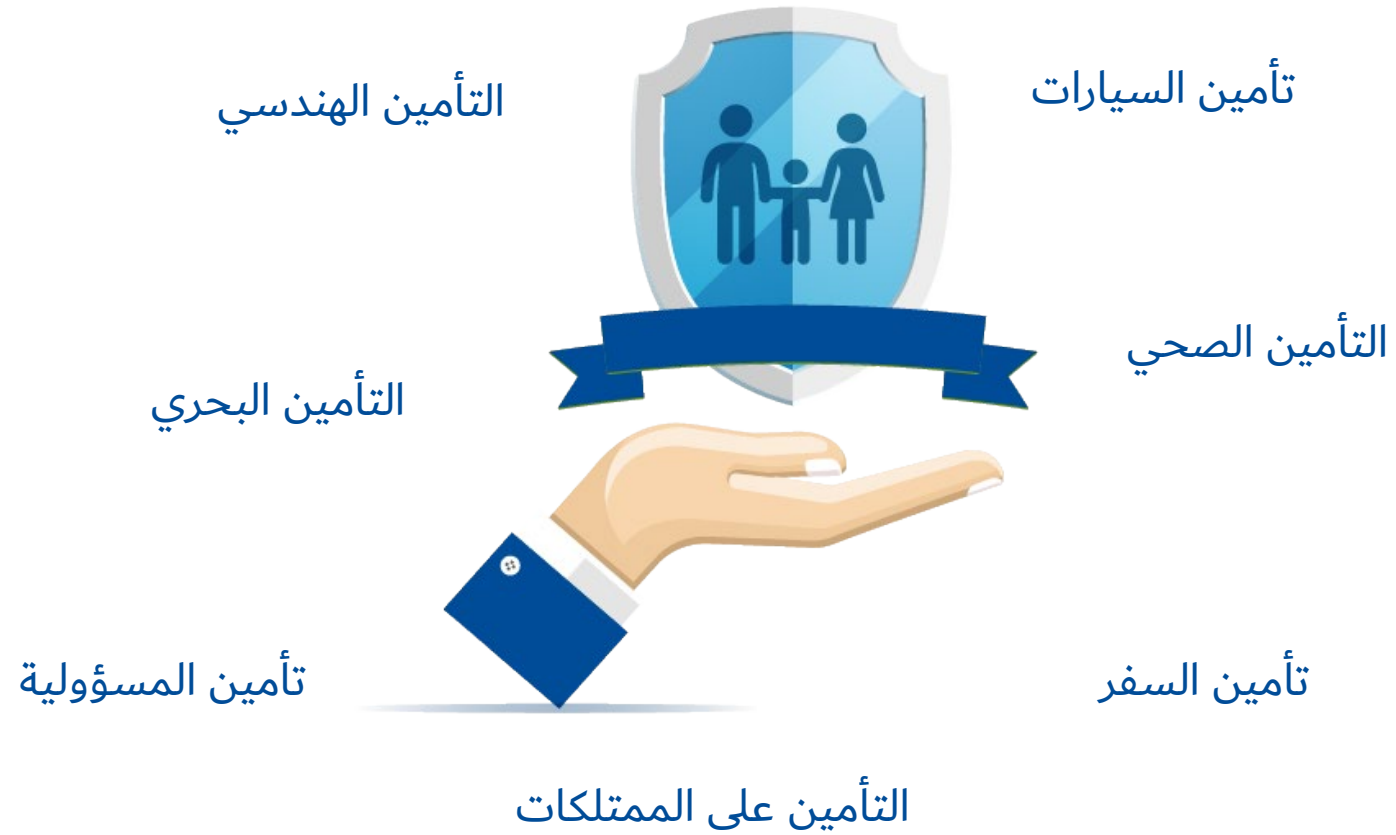 تأمين السيارات
التأمين الهندسي
التأمين الصحي
التأمين البحري
تأمين السفر
تأمين المسؤولية
التأمين على الممتلكات